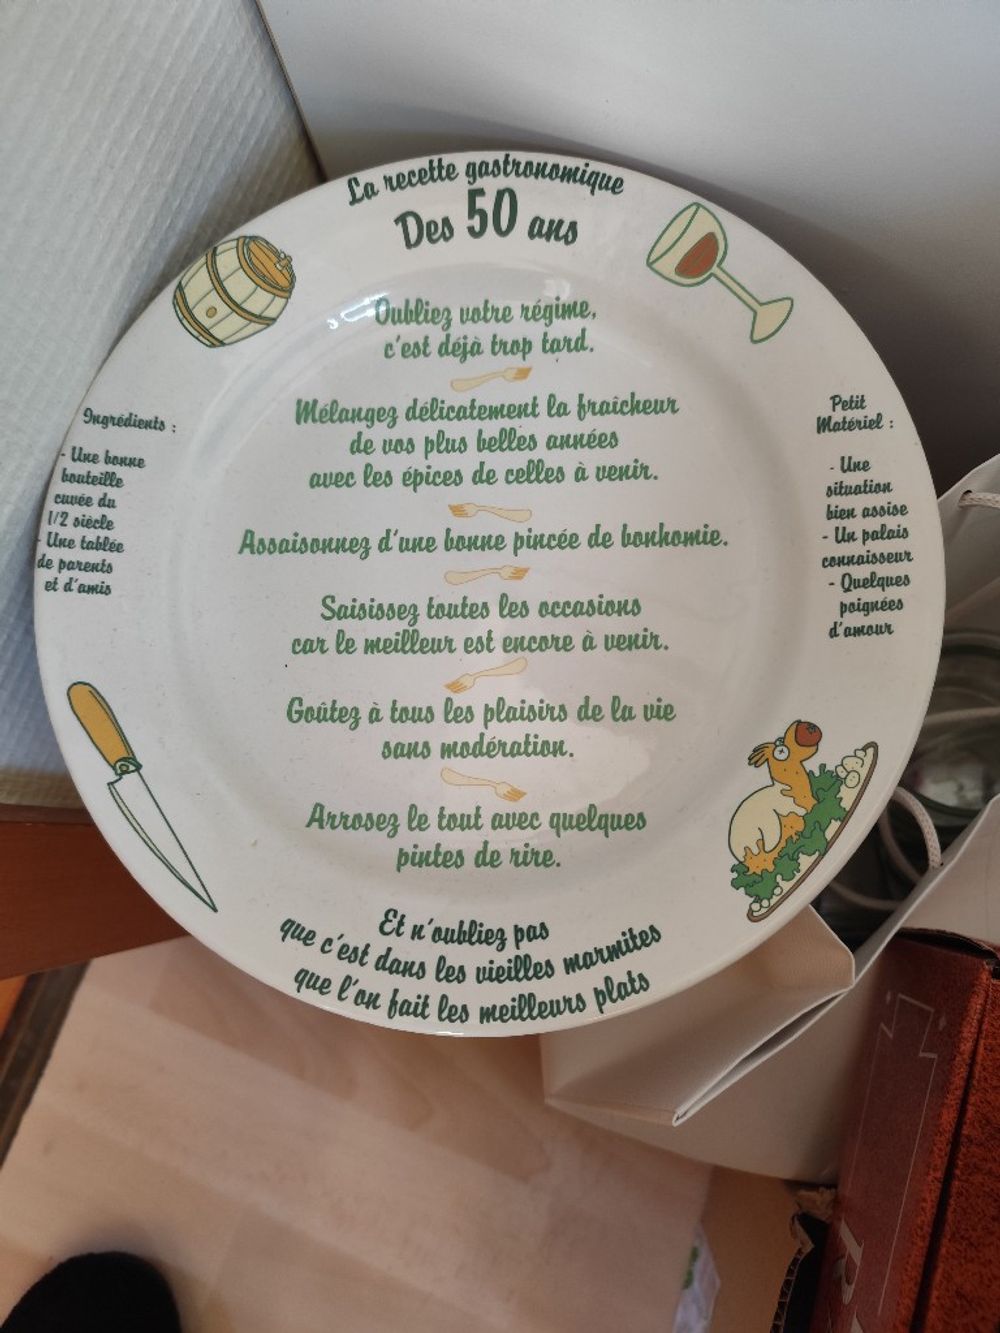 La recette gastronomique
Des 50 ans
Oubliez votre régime,
c'est déjà trop tard.
Mélangez délicatement la fraîcheur
de vos plus belles années
avec les épices de celles à venir.
Assaisonnez d'une bonne pincée de bonhomie.
Saisissez toutes les occasions
car le meilleur est encore à venir.
Goûtez à tous les plaisirs de la vie
sans modération.
Arrosez le tout avec quelques
pintes de rire.
Et n'oubliez pas
que c'est dans les vieilles marmites
que l'on fait les meilleurs plats
Ingrédients :
- Une bonne
bouteille
cuvée du
1/2 siècle
- Une tablée
de parents
et d'amis
Petit
Matériel :
- Une
situation
bien assise
- Un palais
connaisseur
- Quelques
poignées
d'amour